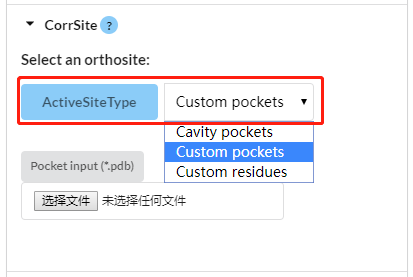 CorrSite ?
Select an orthosite:
ActiveSiteType Custom pockets
Cavity pockets
Custom pockets
Custom residues
Pocket input (*.pdb)
选择文件 未选择任何文件